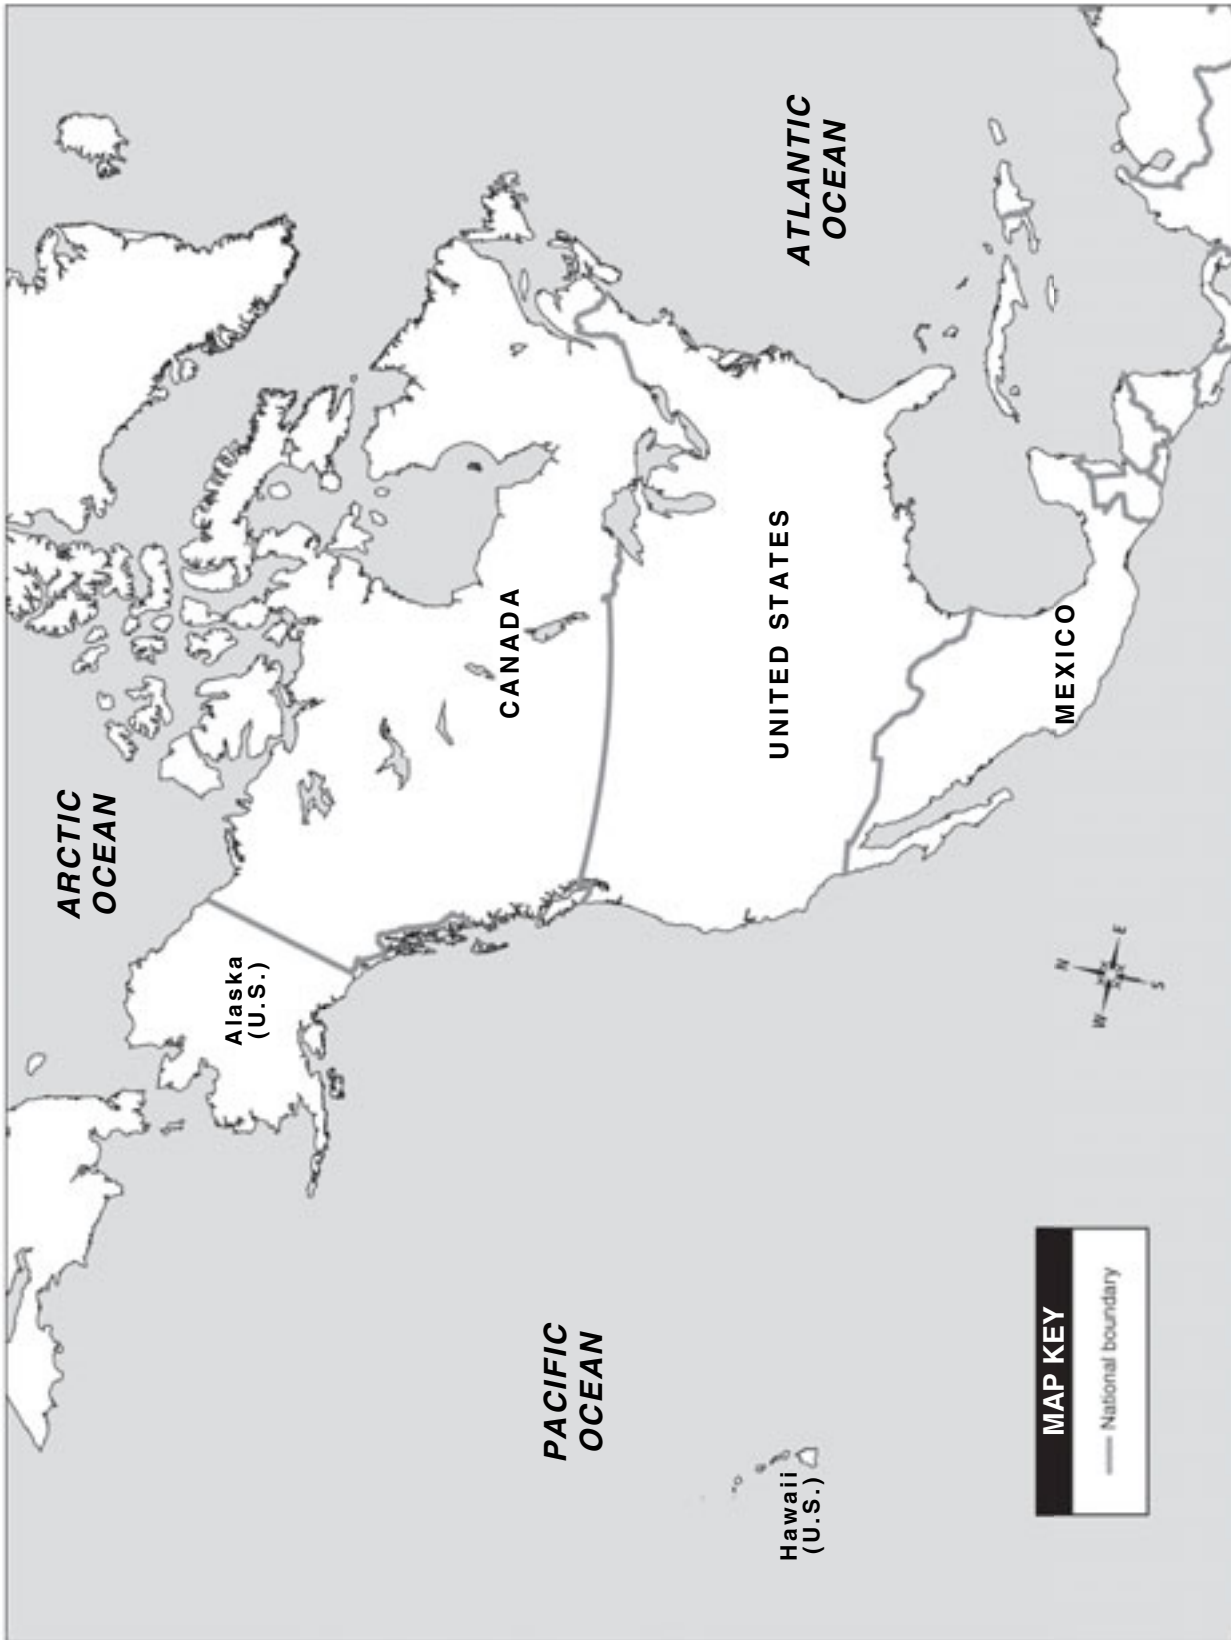 ARCTIC
OCEAN
Alaska
(U.S.)
CANADA
PACIFIC
OCEAN
UNITED STATES
ATLANTIC
OCEAN
Hawaii
(U.S.)
MEXICO
N
W
E
S
MAP KEY
National boundary